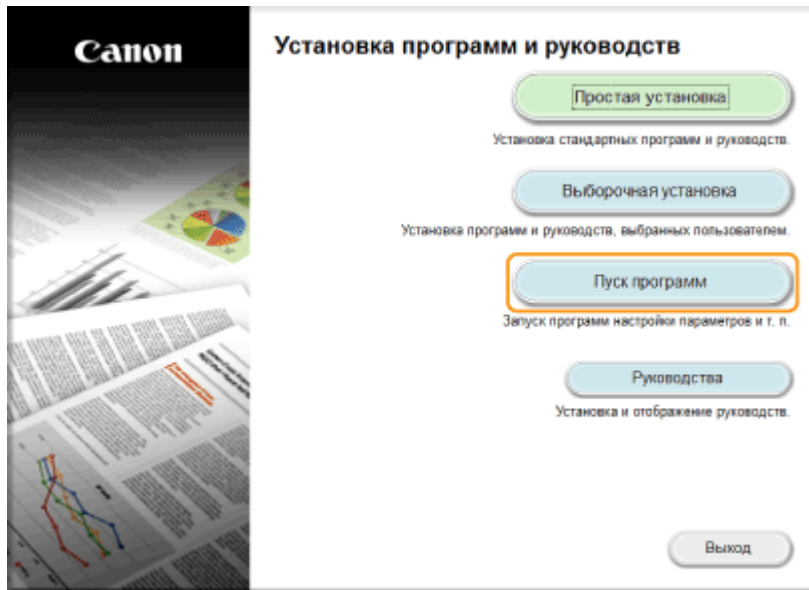 Canon
Установка программ и руководств
Простая установка
Установка стандартных программ и руководств.
Выборочная установка
Установка программ и руководств, выбранных пользователем.
Пуск программ
Запуск программ настройки параметров и т. п.
Руководства
Установка и отображение руководств.
Выход